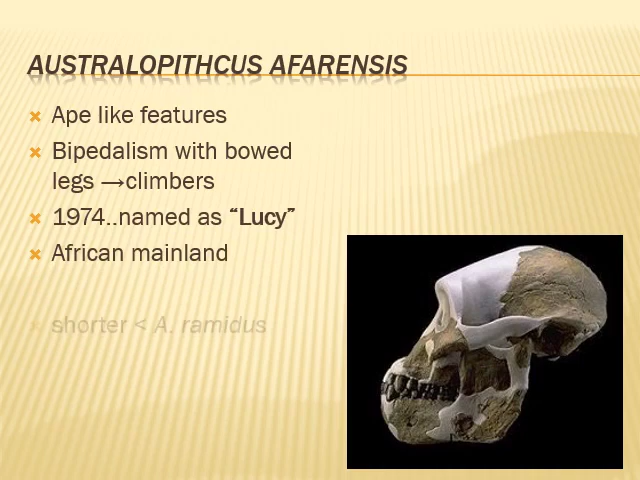 AUSTRALOPITHCUS AFARENSIS
Ape like features
Bipedalism with bowed
legs →climbers
1974..named as “Lucy”
African mainland
shorter < A. ramidus